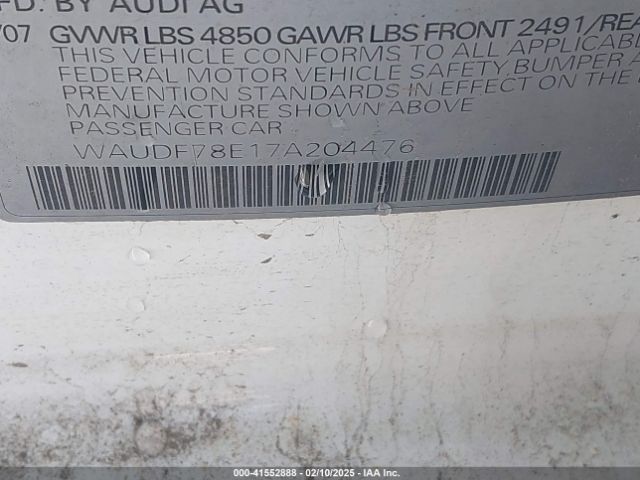 MFD. BY AUDI AG
/07 GVWR LBS 4850 GAWR LBS FRONT 2491/REA
THIS VEHICLE CONFORMS TO ALL APPLICABL
FEDERAL MOTOR VEHICLE SAFETY BUMPER A
PREVENTION STANDARDS IN EFFECT ON THE
MANUFACTURE SHOWN ABOVE
PASSENGER CAR
WAUDF78E17A204476
000-41552888 - 02/10/2025 - IAA Inc.